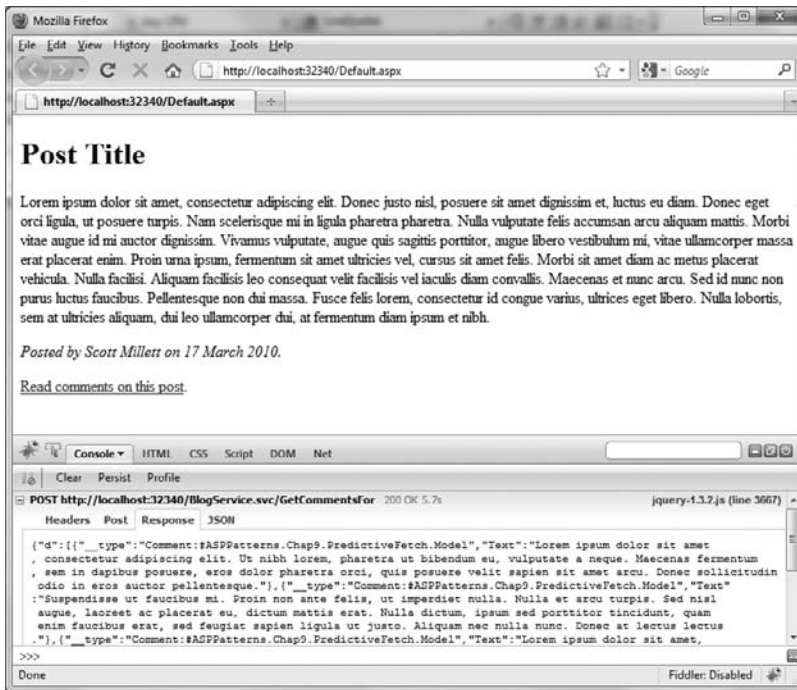 Mozilla Firefox
File Edit View History Bookmarks Tools Help
http://localhost:32340/Default.aspx
Google
http://localhost:32340/Default.aspx
Post Title
Lorem ipsum dolor sit amet, consectetur adipiscing elit. Donec justo nisl, posuere sit amet dignissim et, luctus eu diam. Donec eget
orci ligula, ut posuere turpis. Nam scelerisque mi in ligula pharetra pharetra. Nulla vulputate felis accumsan arcu aliquam mattis. Morbi
vitae augue id mi auctor dignissim. Vivamus vulputate, augue quis sagittis porttitor, augue libero vestibulum mi, vitae ullamcorper massa
erat placerat enim. Proin urna ipsum, fermentum sit amet ultricies vel, cursus sit amet felis. Morbi sit amet diam ac metus placerat
vehicula. Nulla facilisi. Aliquam facilisis leo consequat velit facilisis vel iaculis diam convallis. Maecenas et nunc arcu. Sed id nunc non
purus luctus faucibus. Pellentesque non dui massa. Fusce felis lorem, consectetur id congue varius, ultrices eget libero. Nulla lobortis,
sem at ultricies aliquam, dui leo ullamcorper dui, at fermentum diam ipsum et nibh.
Posted by Scott Millett on 17 March 2010.
Read comments on this post.
Console HTML CSS Script DOM Net
Clear Persist Profile
POST http://localhost:32340/BlogService.svc/GetCommentsFor 200 OK 5.7s jquery-1.3.2.js (line 3667)
Headers Post Response JSON
{"d":[{"__type":"Comment:#ASPPatterns.Chap9.PredictiveFetch.Model","Text":"Lorem ipsum dolor sit amet
, consectetur adipiscing elit. Ut nibh lorem, pharetra ut bibendum eu, vulputate a neque. Maecenas fermentum
, sem in dapibus posuere, eros dolor pharetra orci, quis posuere velit sapien sit amet arcu. Donec sollicitudin
odio in eros auctor pellentesque."},{"__type":"Comment:#ASPPatterns.Chap9.PredictiveFetch.Model","Text"
:"Suspendisse ut faucibus mi. Proin non ante felis, ut imperdiet nulla. Nulla et arcu turpis. Sed nisl
augue, laoreet ac placerat eu, dictum mattis erat. Nulla dictum, ipsum sed porttitor tincidunt, quam
enim faucibus erat, sed feugiat sapien ligula ut justo. Aliquam nec nulla nunc. Donec at lectus lectus
."},{"__type":"Comment:#ASPPatterns.Chap9.PredictiveFetch.Model","Text":"Lorem ipsum dolor sit amet,
>>>
Done Fiddler: Disabled